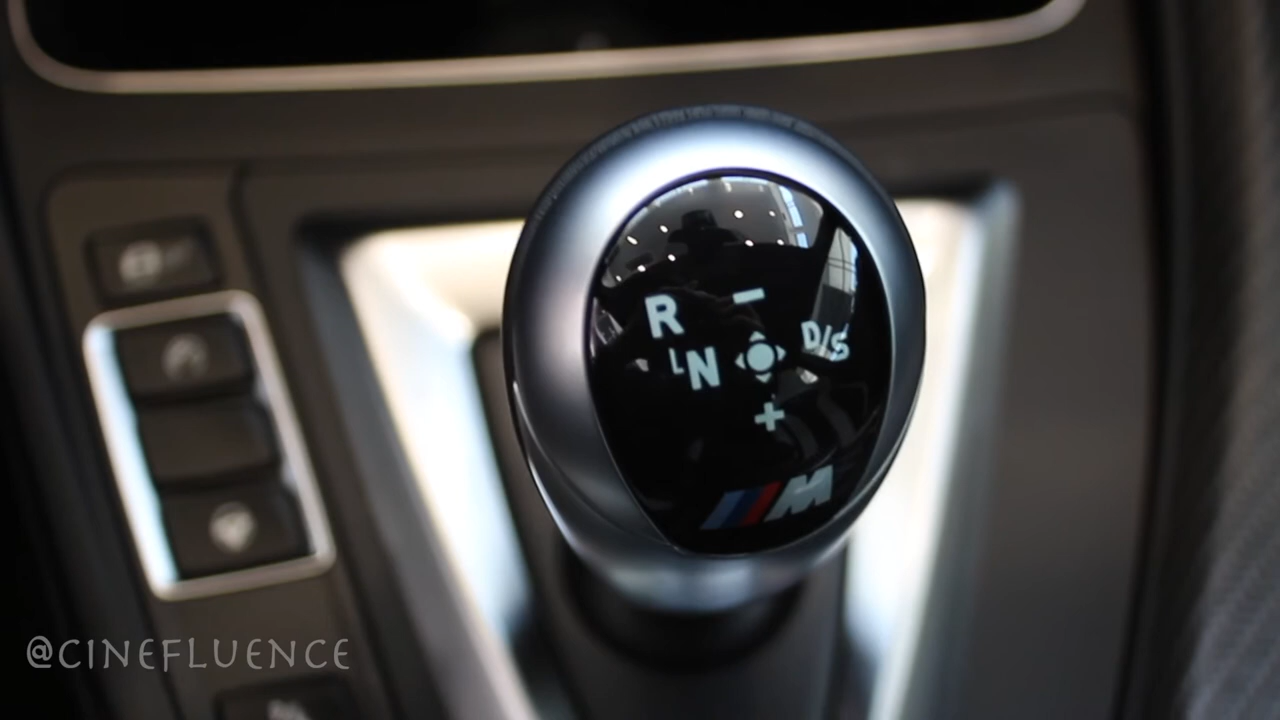 R −
D/S
LN
+
M
@CINEFLUENCE